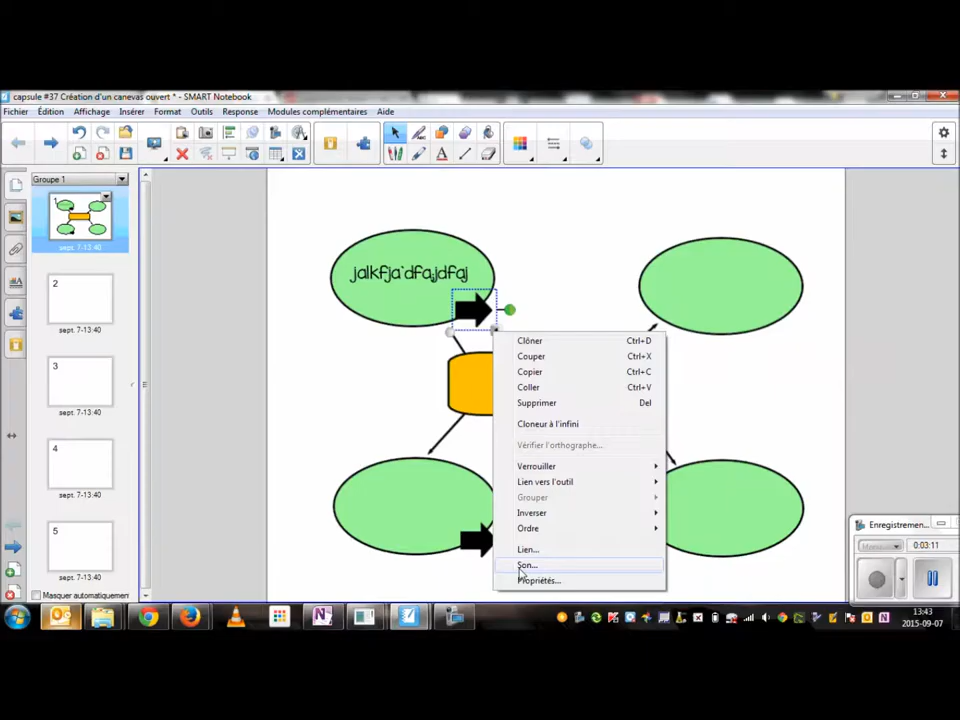 capsule #37 Création d'un canevas ouvert * - SMART Notebook
Fichier Édition Affichage Insérer Format Outils Réponse Modules complémentaires Aide
Groupe 1
1
sept. 7-13:40
2
sept. 7-13:40
3
sept. 7-13:40
4
sept. 7-13:40
5
sept. 7-13:40
Masquer automatiquemen
jalkfja`dfajjdfaj
Clôner Ctrl+D
Couper Ctrl+X
Copier Ctrl+C
Coller Ctrl+V
Supprimer Del
Cloneur à l'infini
Vérifier l'orthographe...
Verrouiller
Lien vers l'outil
Grouper
Inverser
Ordre
Lien...
Son...
Propriétés...
Enregistremen...
0:03:11
13:43
2015-09-07